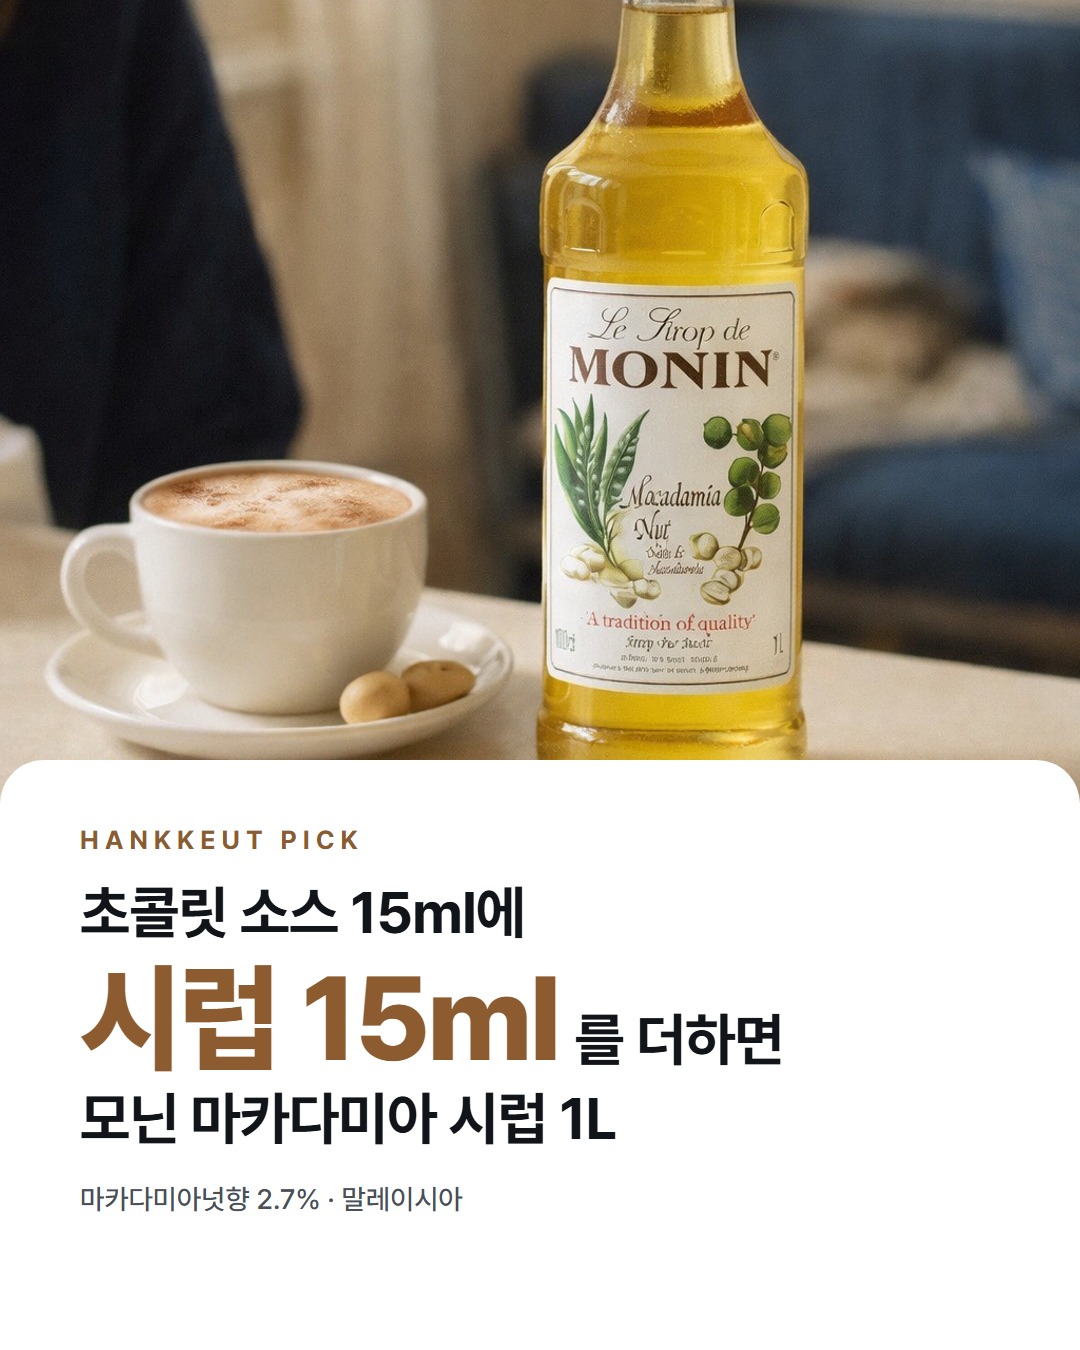 Le Sirop de
MONIN®
Macadamia
Nut
'A tradition of quality'
1L
HANKKEUT PICK
초콜릿 소스 15ml에
시럽 15ml 를 더하면
모닌 마카다미아 시럽 1L
마카다미아넛향 2.7% · 말레이시아